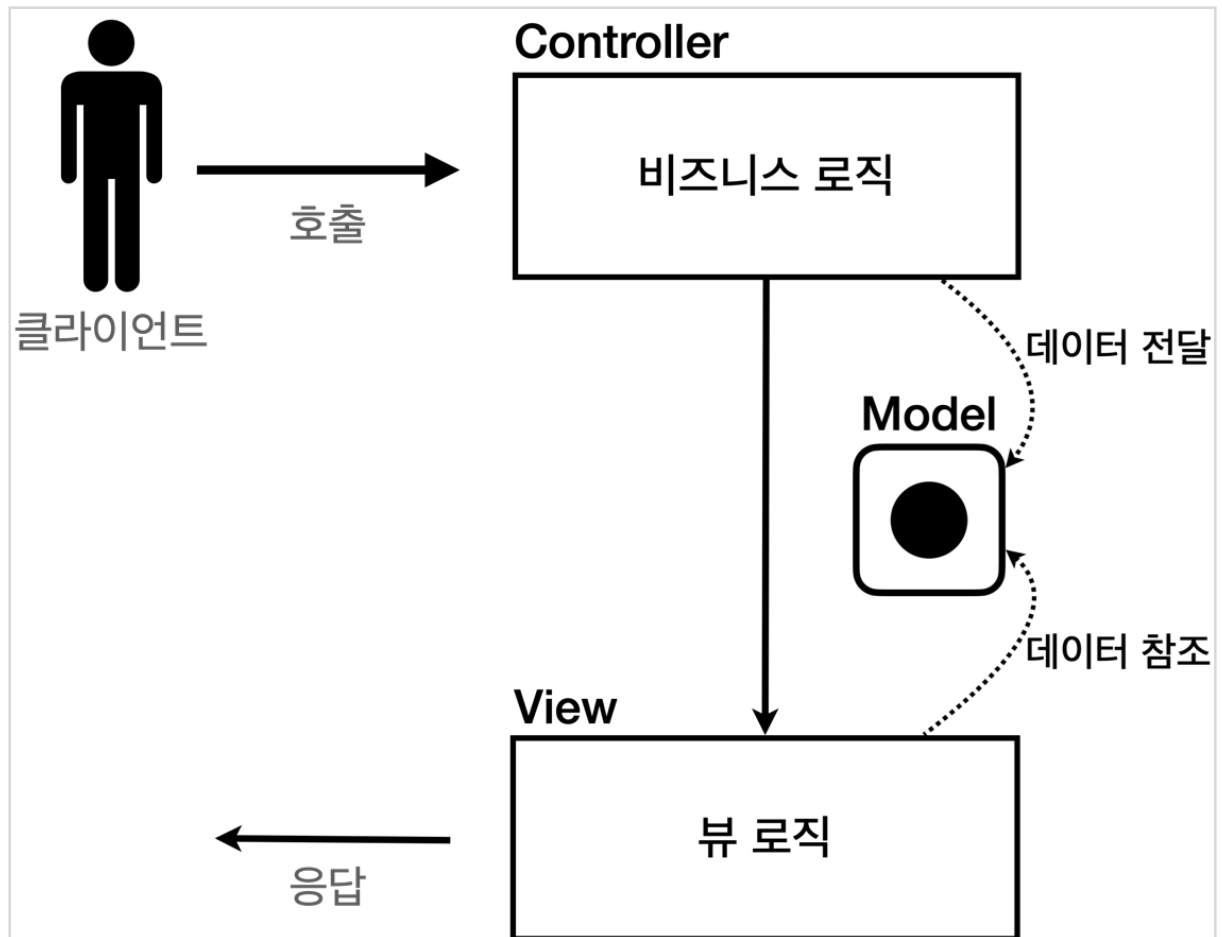 Controller
비즈니스 로직
호출
클라이언트
데이터 전달
Model
데이터 참조
View
뷰 로직
응답